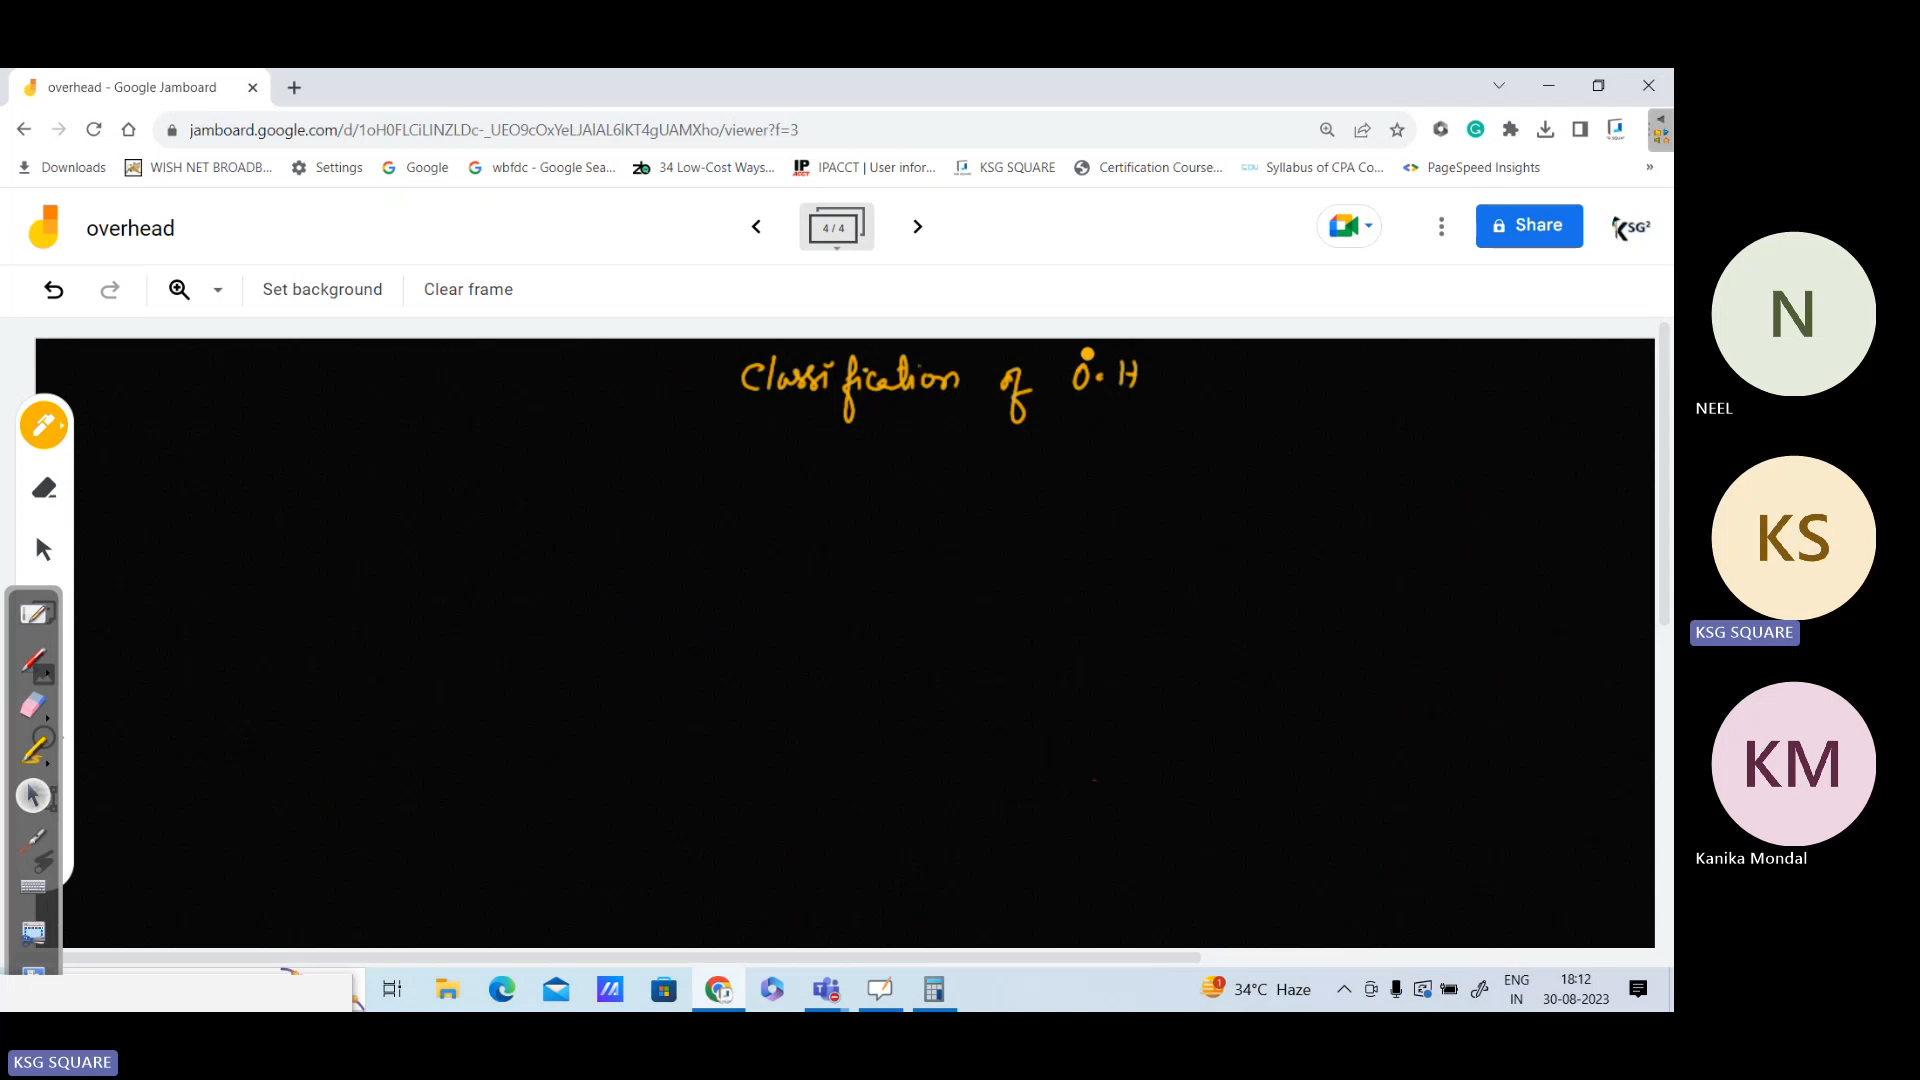 overhead - Google Jamboard
jamboard.google.com/d/1oH0FLCiLINZLDc-_UEO9cOxYeLJAlAL6lKT4gUAMXho/viewer?f=3
Downloads WISH NET BROADB... Settings Google wbfdc - Google Sea... 34 Low-Cost Ways... IPACCT | User infor... KSG SQUARE Certification Course... Syllabus of CPA Co... PageSpeed Insights »
overhead 4 / 4 Share KSG²
Set background Clear frame
Classification of O.H
N
NEEL
KS
KSG SQUARE
KM
Kanika Mondal
34°C Haze ENG IN 18:12 30-08-2023
KSG SQUARE